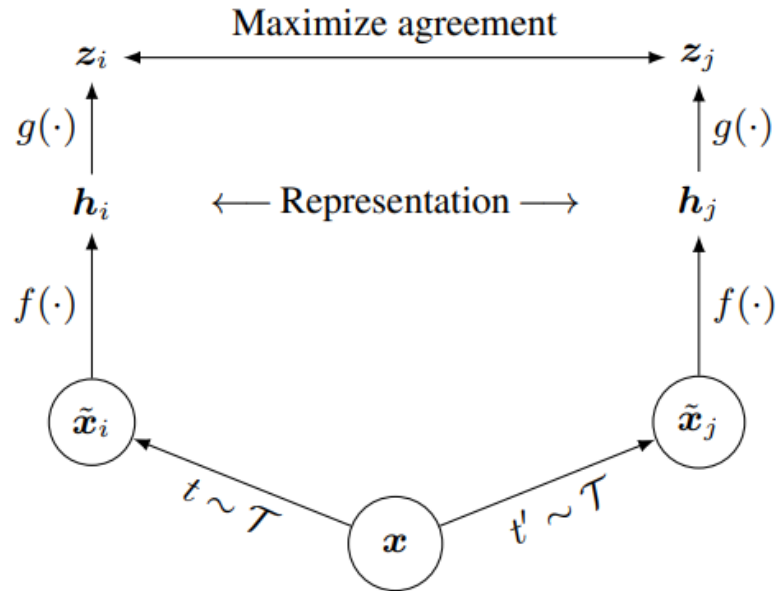 Maximize agreement
z_i z_j
g(·) g(·)
h_i ← Representation → h_j
f(·) f(·)
x̃_i x̃_j
t ∼ 𝒯 t′ ∼ 𝒯
x